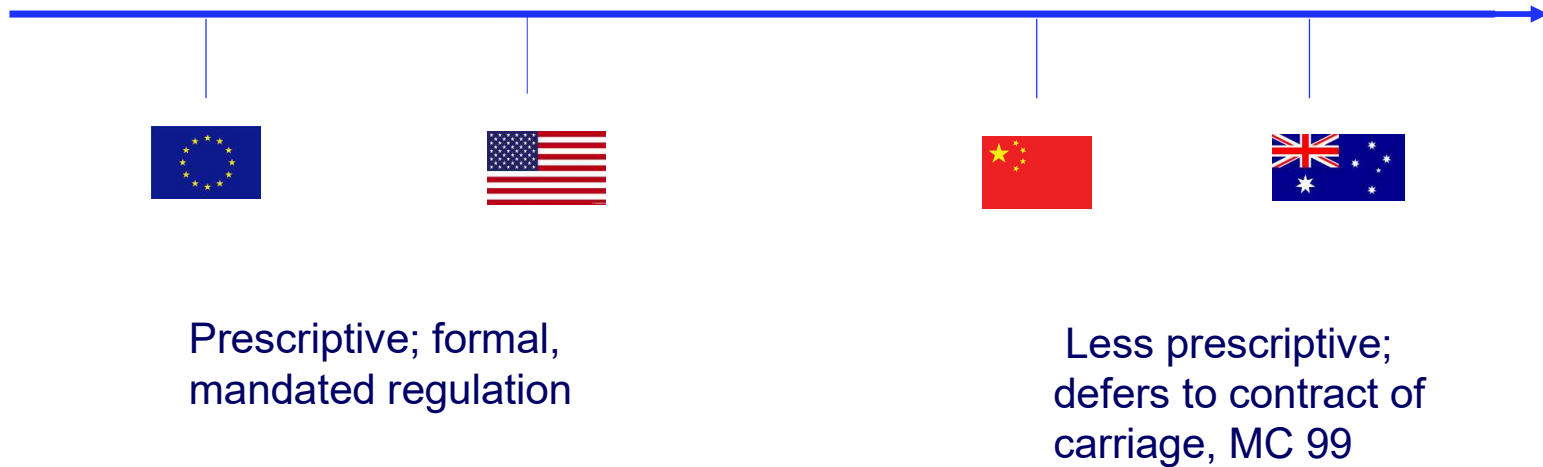 Prescriptive; formal,
mandated regulation
Less prescriptive;
defers to contract of
carriage, MC 99